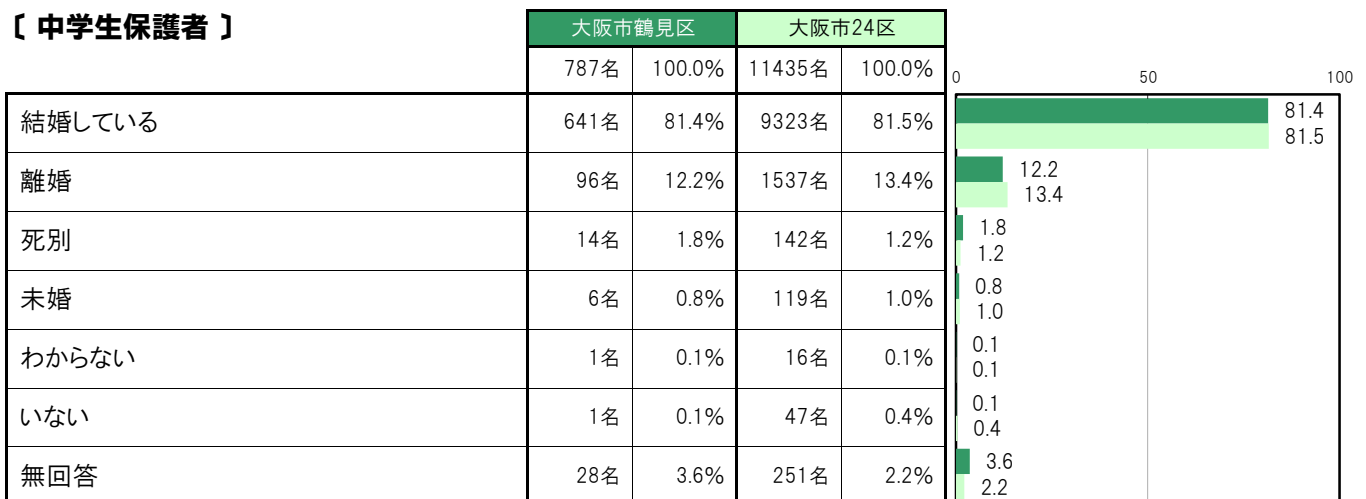 〔 中学生保護者 〕
大阪市鶴見区 大阪市24区
787名 100.0% 11435名 100.0%
0 50 100
結婚している 641名 81.4% 9323名 81.5%
81.4
81.5
離婚 96名 12.2% 1537名 13.4%
12.2
13.4
死別 14名 1.8% 142名 1.2%
1.8
1.2
未婚 6名 0.8% 119名 1.0%
0.8
1.0
わからない 1名 0.1% 16名 0.1%
0.1
0.1
いない 1名 0.1% 47名 0.4%
0.1
0.4
無回答 28名 3.6% 251名 2.2%
3.6
2.2